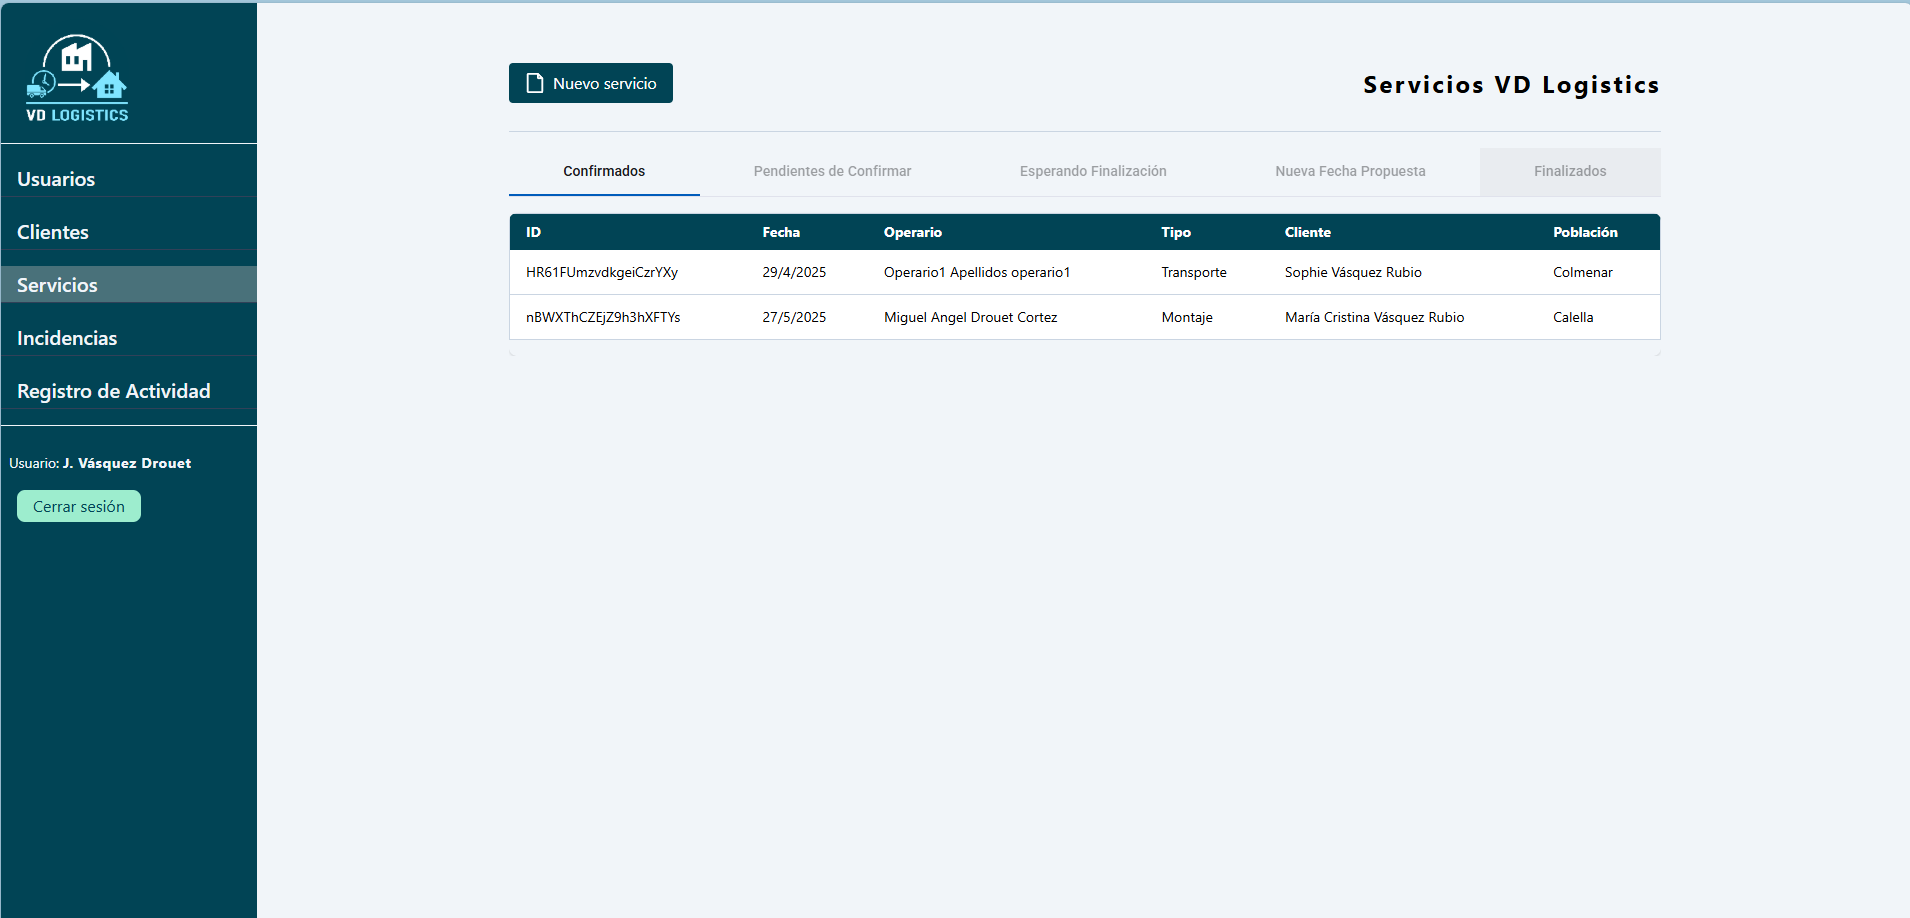 VD LOGISTICS
Usuarios
Clientes
Servicios
Incidencias
Registro de Actividad
Usuario: J. Vásquez Drouet
Cerrar sesión
Nuevo servicio
Servicios VD Logistics
Confirmados Pendientes de Confirmar Esperando Finalización Nueva Fecha Propuesta Finalizados
ID Fecha Operario Tipo Cliente Población
HR61FUmzvdkgeiCzrYXy 29/4/2025 Operario1 Apellidos operario1 Transporte Sophie Vásquez Rubio Colmenar
nBWXThCZEjZ9h3hXFTYs 27/5/2025 Miguel Angel Drouet Cortez Montaje María Cristina Vásquez Rubio Calella